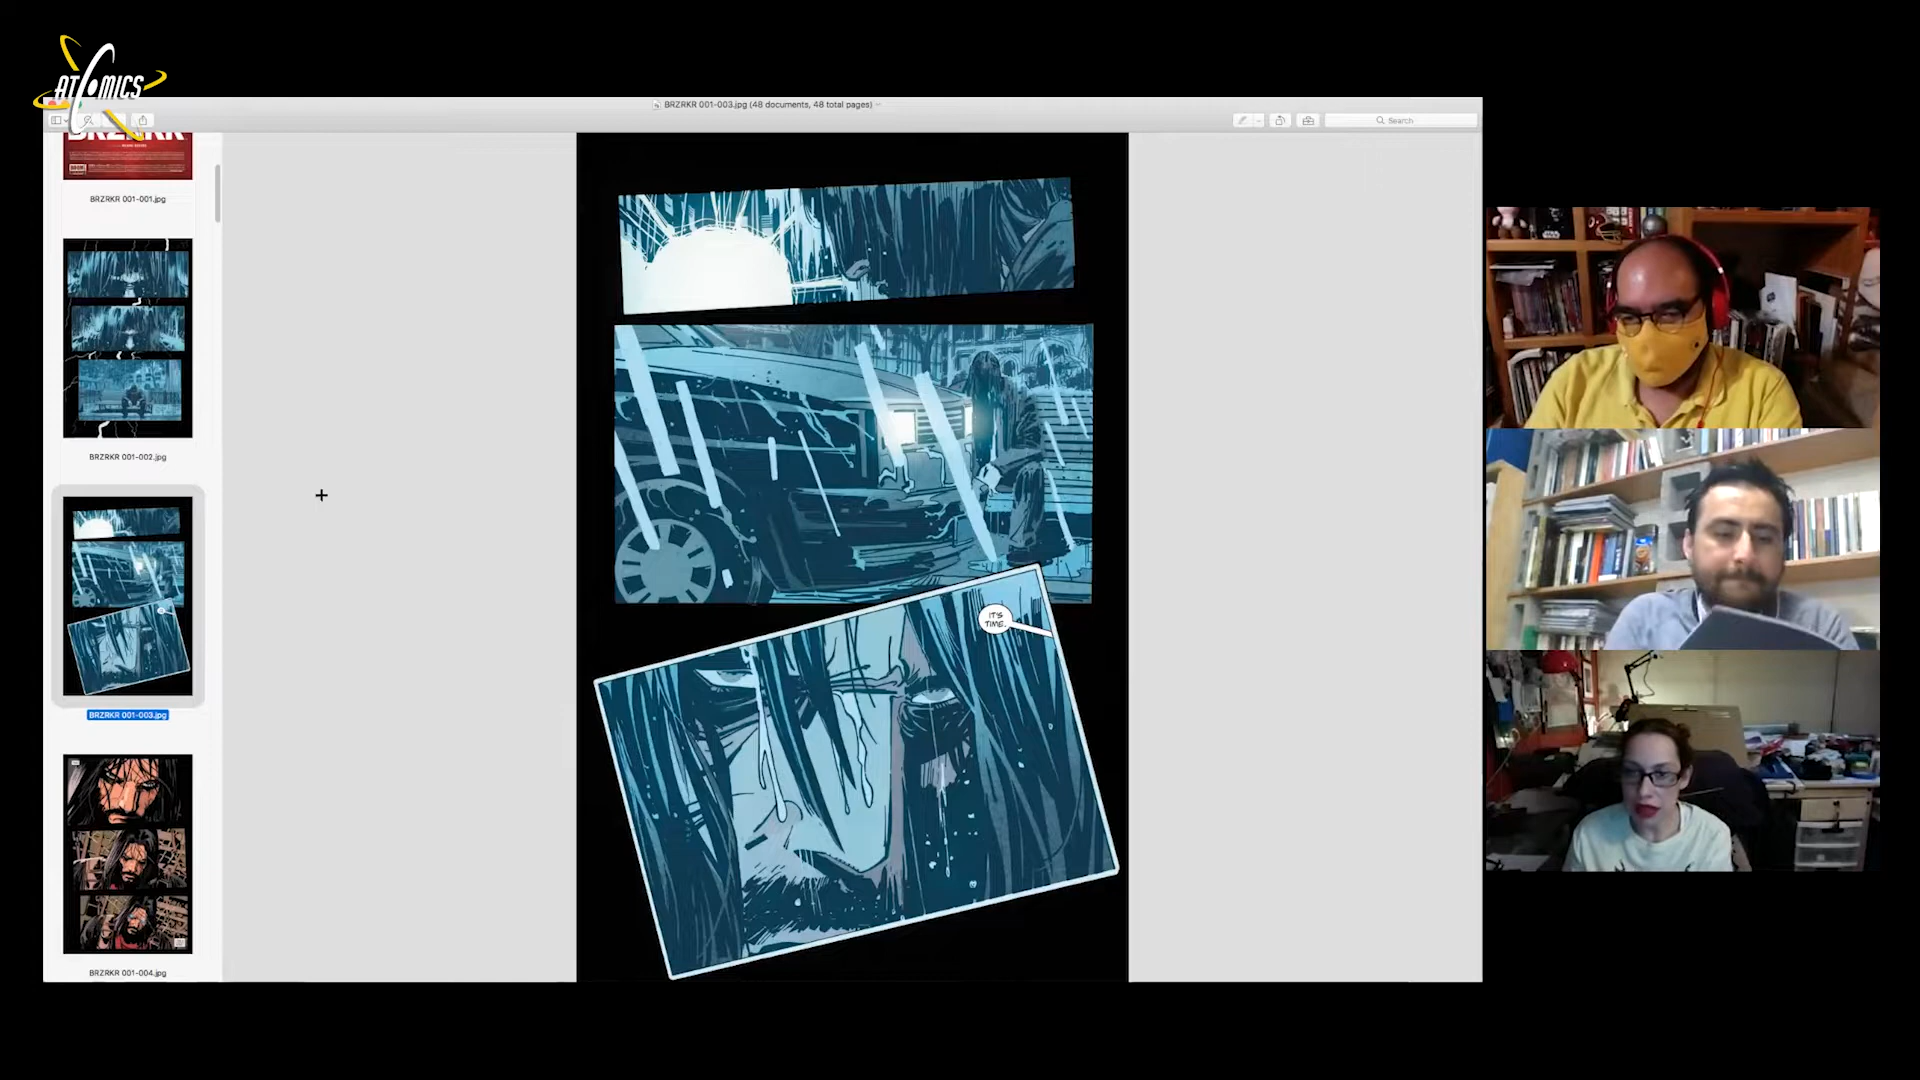 ATOMICS
BRZRKR 001-003.jpg (48 documents, 48 total pages)
Search
BRZRKR
BRZRKR 001-001.jpg
BRZRKR 001-002.jpg
BRZRKR 001-003.jpg
BRZRKR 001-004.jpg
IT'S
TIME.